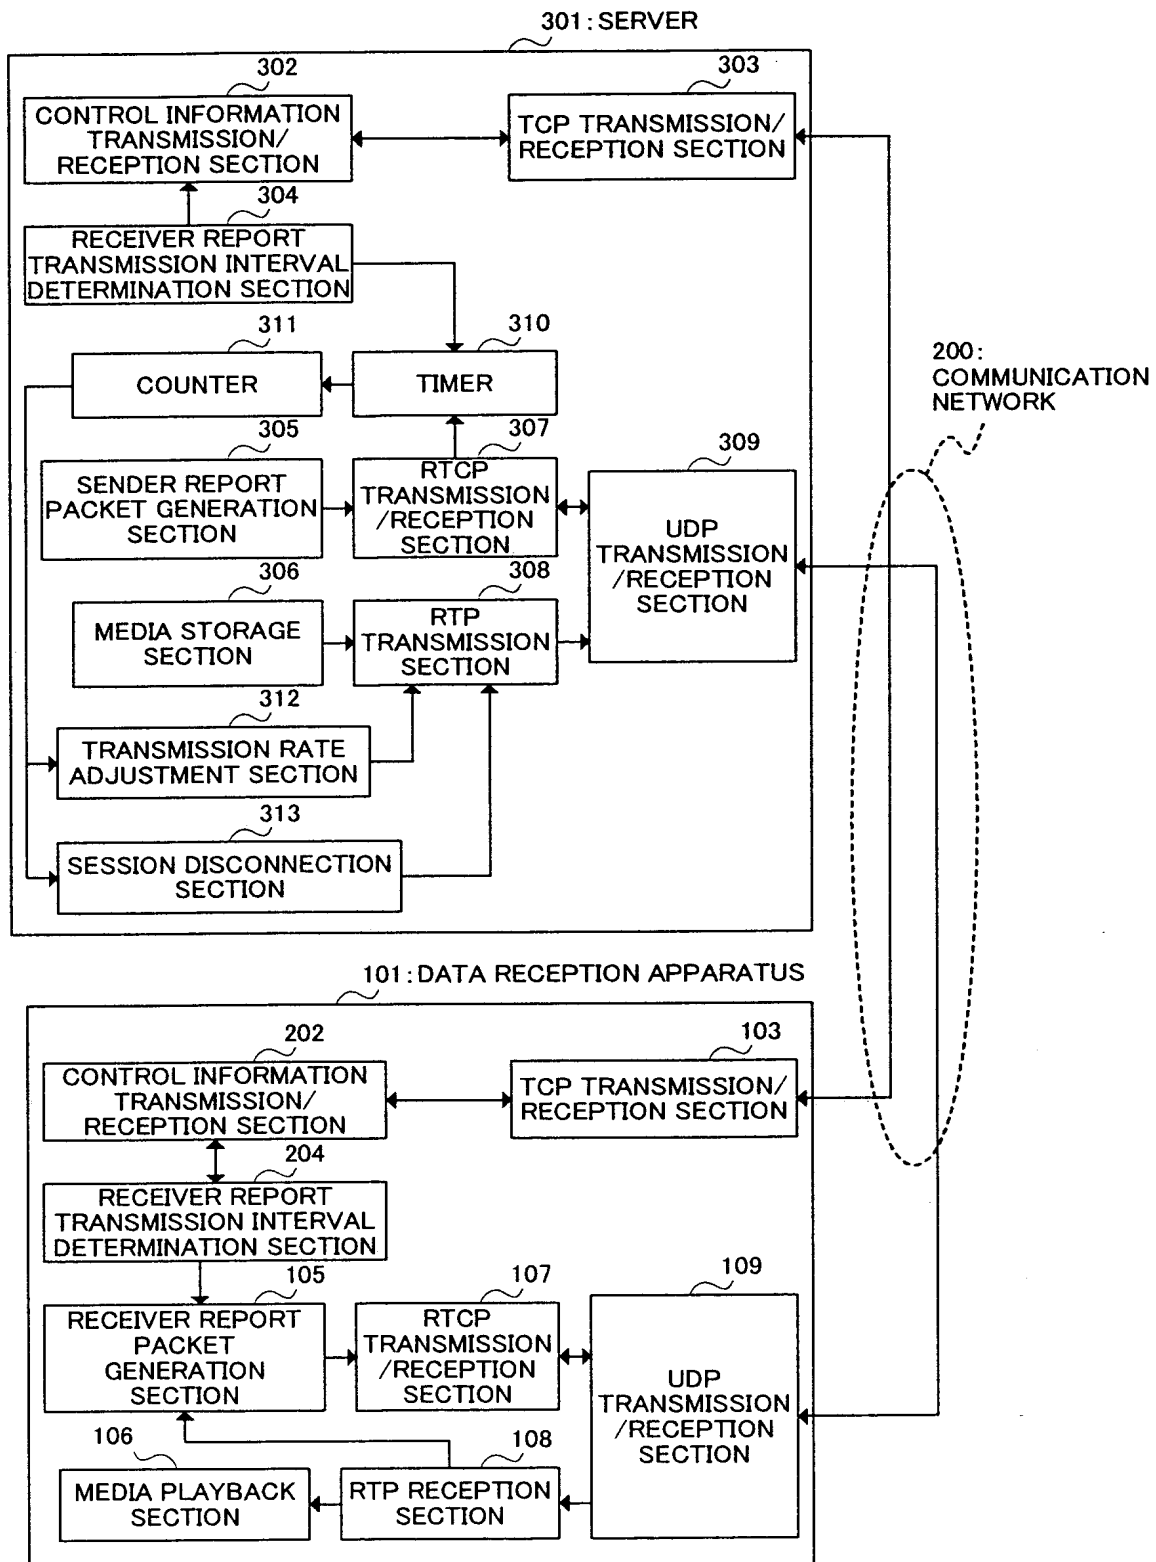 301: SERVER
302
CONTROL INFORMATION
TRANSMISSION/
RECEPTION SECTION
303
TCP TRANSMISSION/
RECEPTION SECTION
304
RECEIVER REPORT
TRANSMISSION INTERVAL
DETERMINATION SECTION
311
COUNTER
310
TIMER
200:
COMMUNICATION
NETWORK
305
SENDER REPORT
PACKET GENERATION
SECTION
307
RTCP
TRANSMISSION
/RECEPTION
SECTION
309
UDP
TRANSMISSION
/RECEPTION
SECTION
306
MEDIA STORAGE
SECTION
308
RTP
TRANSMISSION
SECTION
312
TRANSMISSION RATE
ADJUSTMENT SECTION
313
SESSION DISCONNECTION
SECTION
101: DATA RECEPTION APPARATUS
202
CONTROL INFORMATION
TRANSMISSION/
RECEPTION SECTION
103
TCP TRANSMISSION/
RECEPTION SECTION
204
RECEIVER REPORT
TRANSMISSION INTERVAL
DETERMINATION SECTION
105
RECEIVER REPORT
PACKET
GENERATION
SECTION
107
RTCP
TRANSMISSION
/RECEPTION
SECTION
109
UDP
TRANSMISSION
/RECEPTION
SECTION
106
MEDIA PLAYBACK
SECTION
108
RTP RECEPTION
SECTION